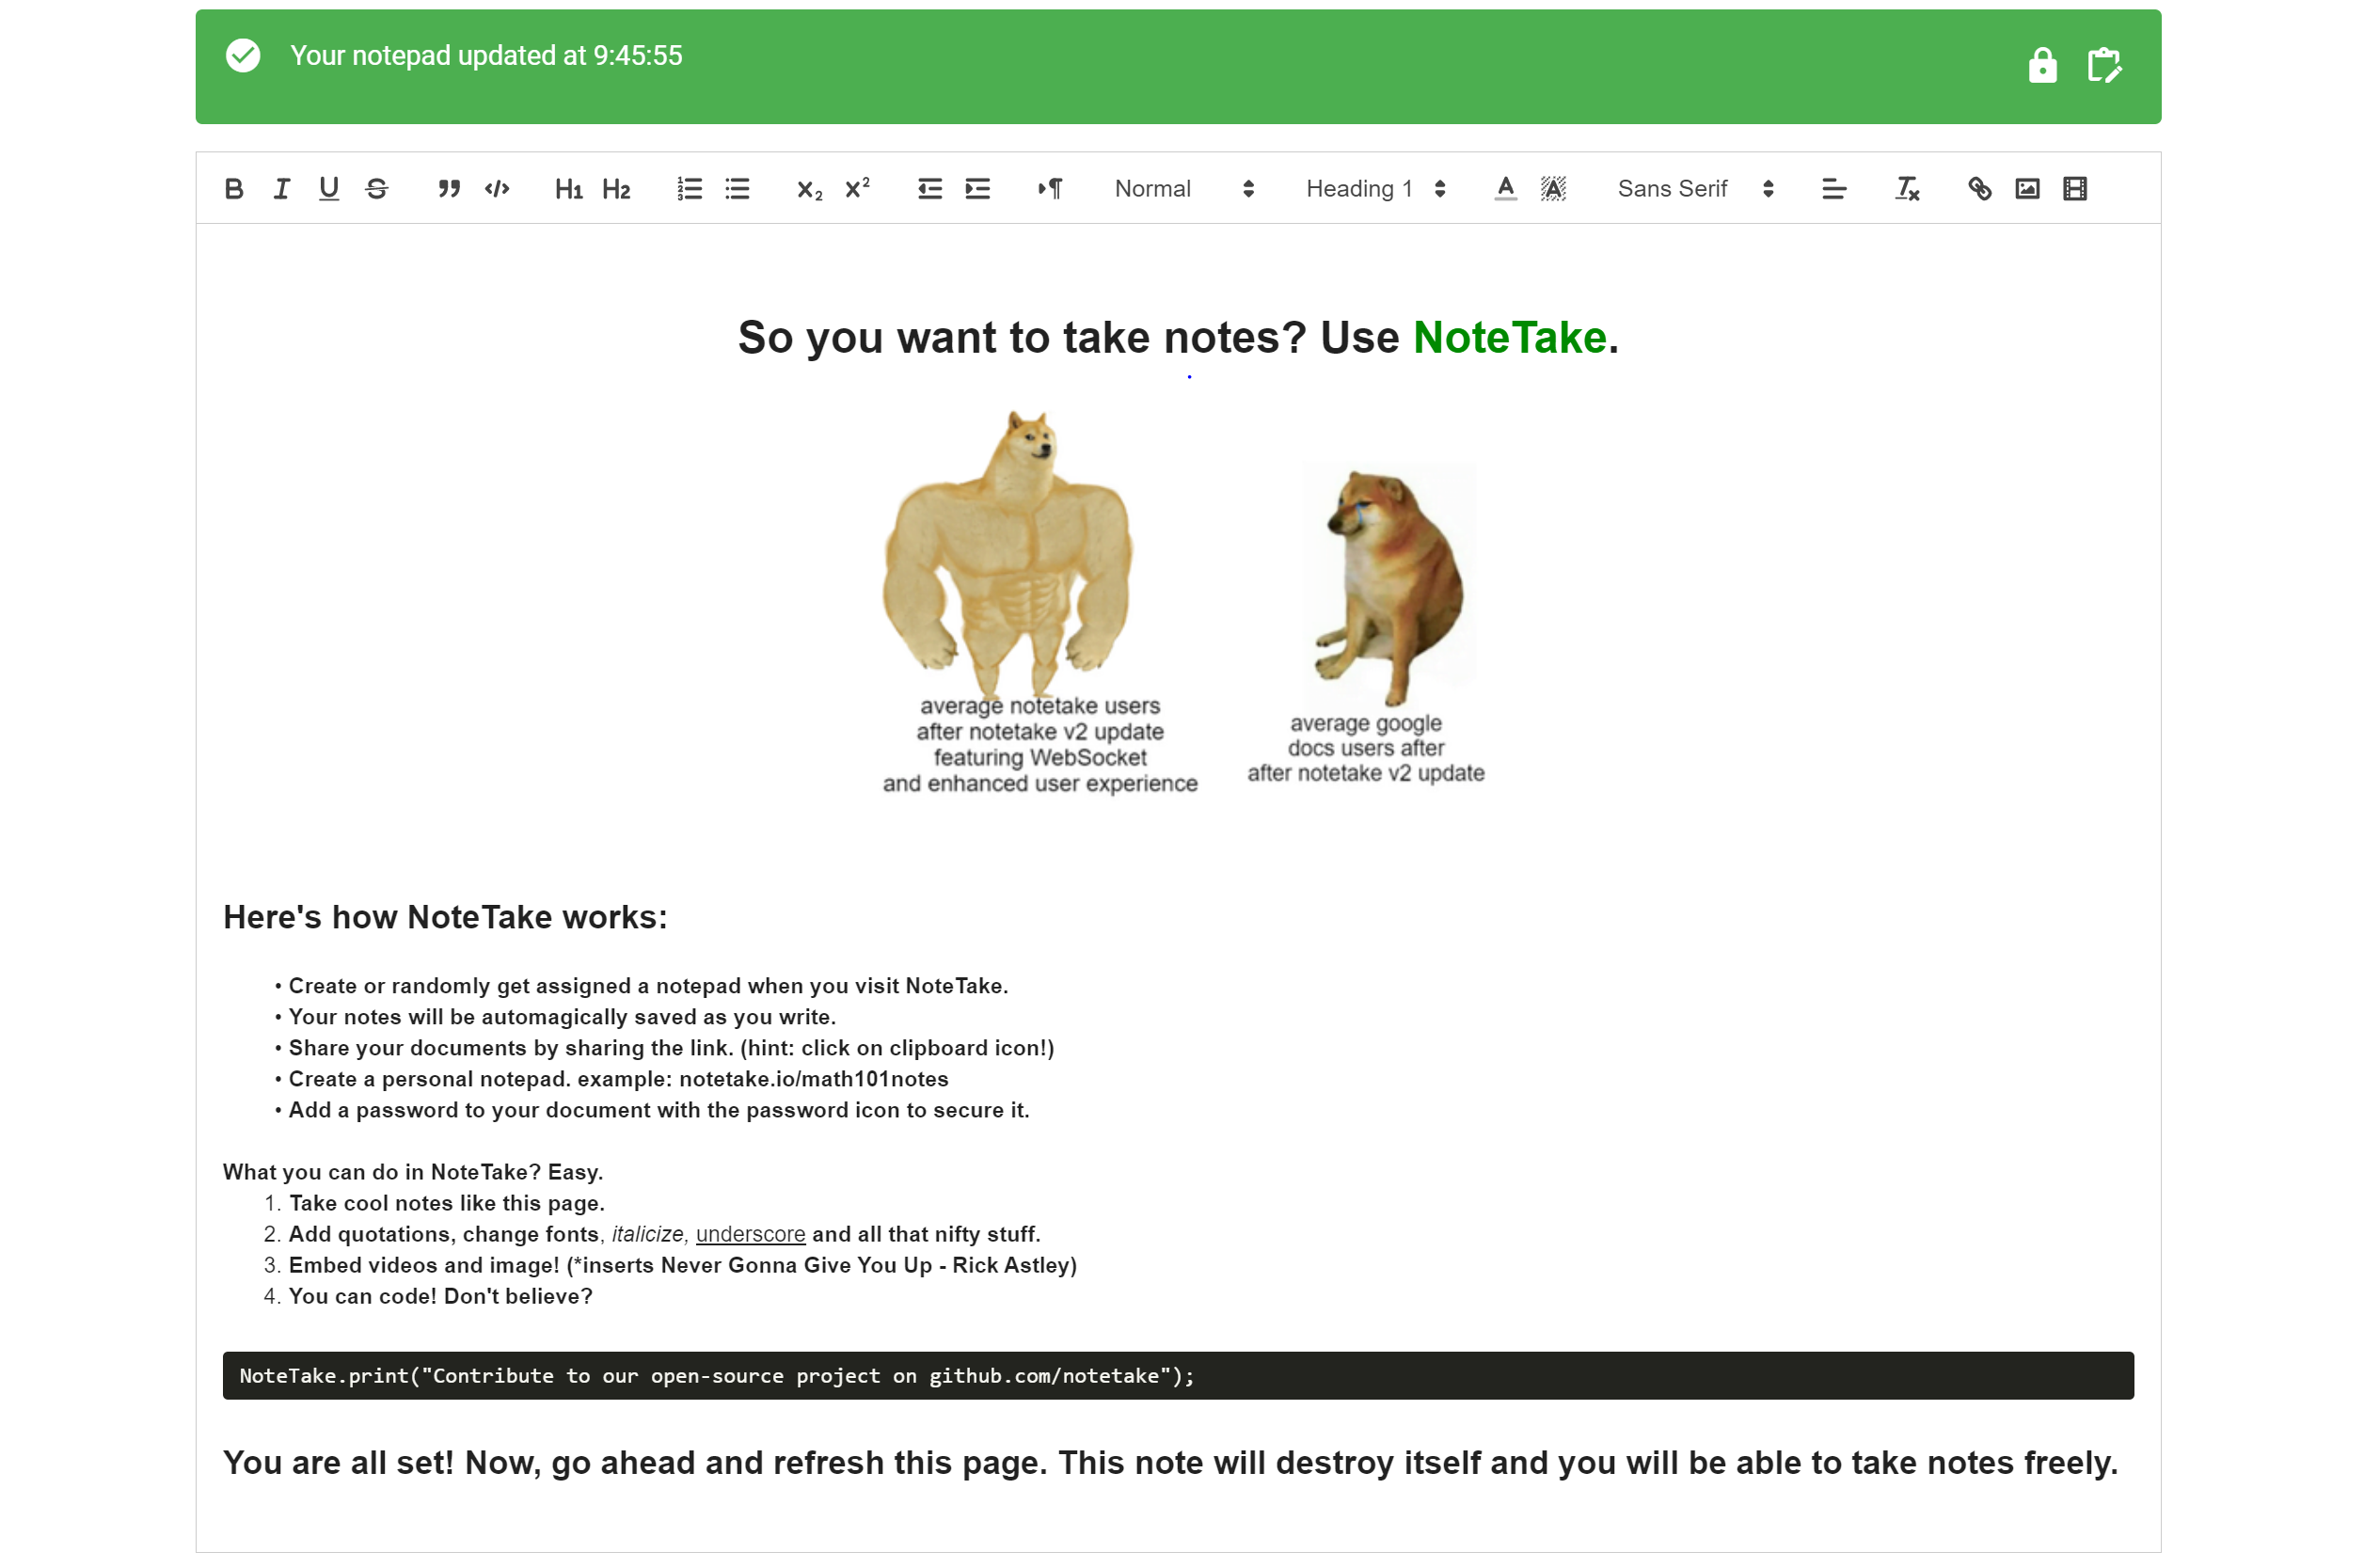 Your notepad updated at 9:45:55
Normal Heading 1 Sans Serif
So you want to take notes? Use NoteTake.
average notetake users
after notetake v2 update
featuring WebSocket
and enhanced user experience
average google
docs users after
after notetake v2 update
Here's how NoteTake works:
• Create or randomly get assigned a notepad when you visit NoteTake.
• Your notes will be automagically saved as you write.
• Share your documents by sharing the link. (hint: click on clipboard icon!)
• Create a personal notepad. example: notetake.io/math101notes
• Add a password to your document with the password icon to secure it.
What you can do in NoteTake? Easy.
1. Take cool notes like this page.
2. Add quotations, change fonts, italicize, underscore and all that nifty stuff.
3. Embed videos and image! (*inserts Never Gonna Give You Up - Rick Astley)
4. You can code! Don't believe?
NoteTake.print("Contribute to our open-source project on github.com/notetake");
You are all set! Now, go ahead and refresh this page. This note will destroy itself and you will be able to take notes freely.